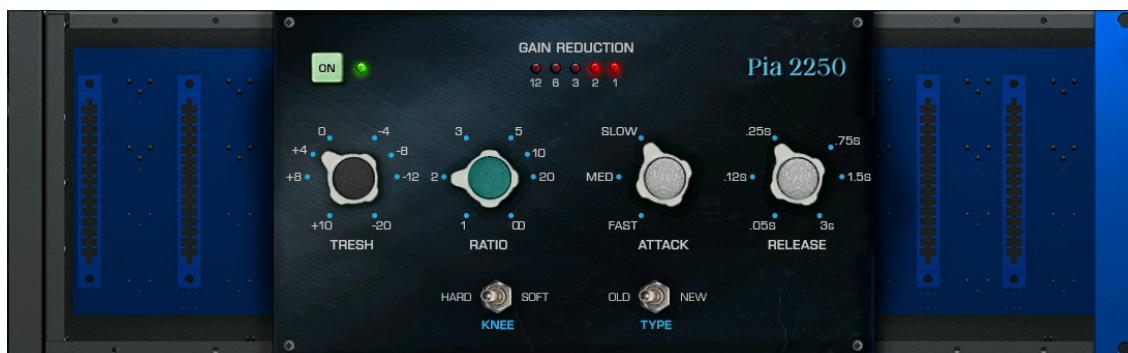 GAIN REDUCTION
ON
Pia 2250
12 6 3 2 1
0 -4
+4 -8
+8 -12
+10 -20
TRESH
3 5
10
2 20
1 ∞
RATIO
SLOW
MED
FAST
ATTACK
.25s .75s
.12s 1.5s
.05s 3s
RELEASE
HARD SOFT
KNEE
OLD NEW
TYPE